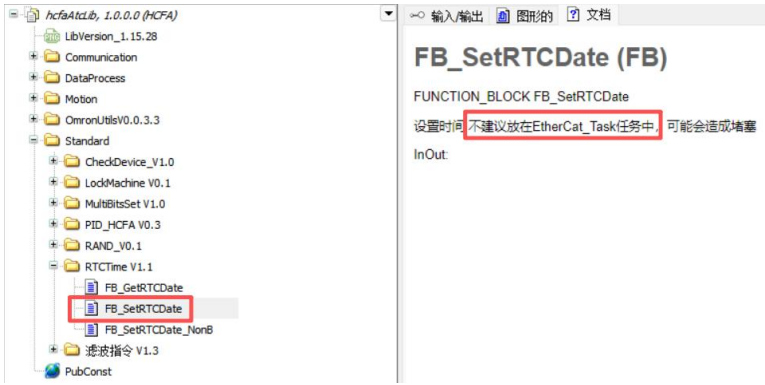 hcfaAtcLib, 1.0.0.0 (HCFA)
LibVersion_1.15.28
Communication
DataProcess
Motion
OmronUtilsV0.0.3.3
Standard
CheckDevice_V1.0
LockMachine V0.1
MultiBitsSet V1.0
PID_HCFA V0.3
RAND_V0.1
RTCTime V1.1
FB_GetRTCDate
FB_SetRTCDate
FB_SetRTCDate_NonB
滤波指令 V1.3
PubConst
输入/输出 图形的 文档
FB_SetRTCDate (FB)
FUNCTION_BLOCK FB_SetRTCDate
设置时间,不建议放在EtherCat_Task任务中，可能会造成堵塞
InOut: